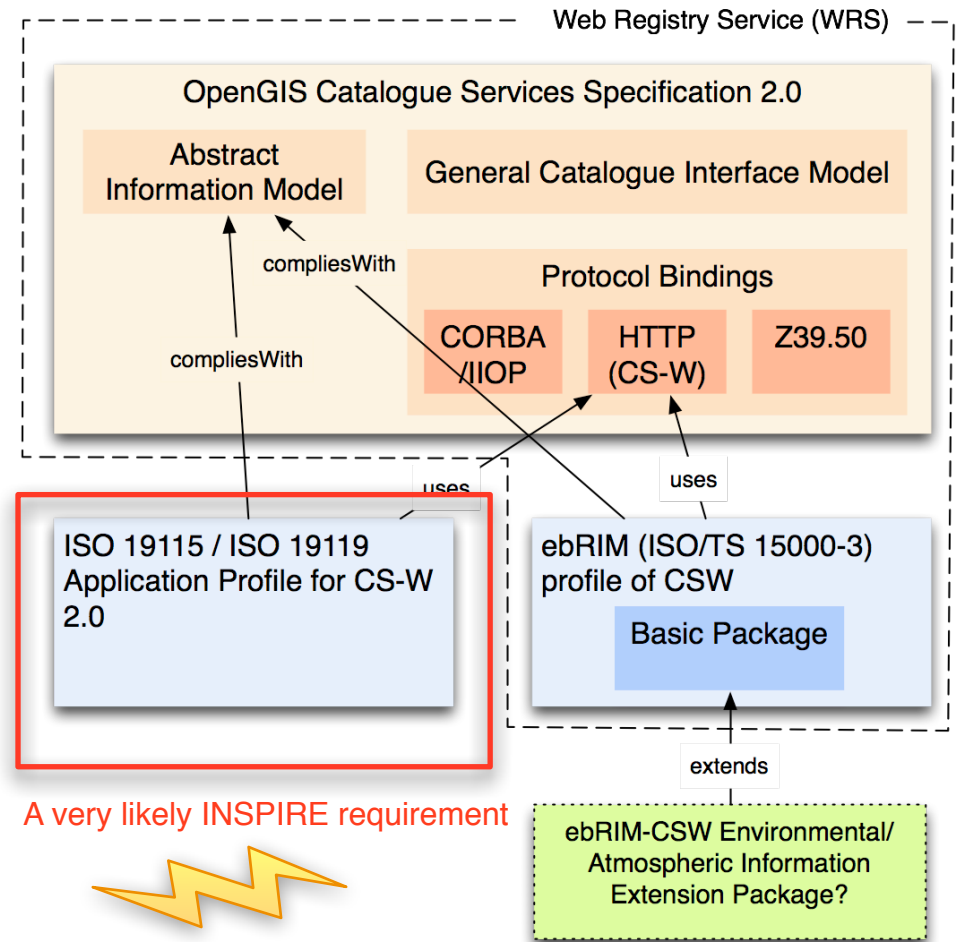 Web Registry Service (WRS)
OpenGIS Catalogue Services Specification 2.0
Abstract
Information Model
General Catalogue Interface Model
compliesWith
Protocol Bindings
CORBA
/IIOP
HTTP
(CS-W)
Z39.50
compliesWith
uses
uses
ISO 19115 / ISO 19119
Application Profile for CS-W
2.0
ebRIM (ISO/TS 15000-3)
profile of CSW
Basic Package
extends
A very likely INSPIRE requirement
ebRIM-CSW Environmental/
Atmospheric Information
Extension Package?